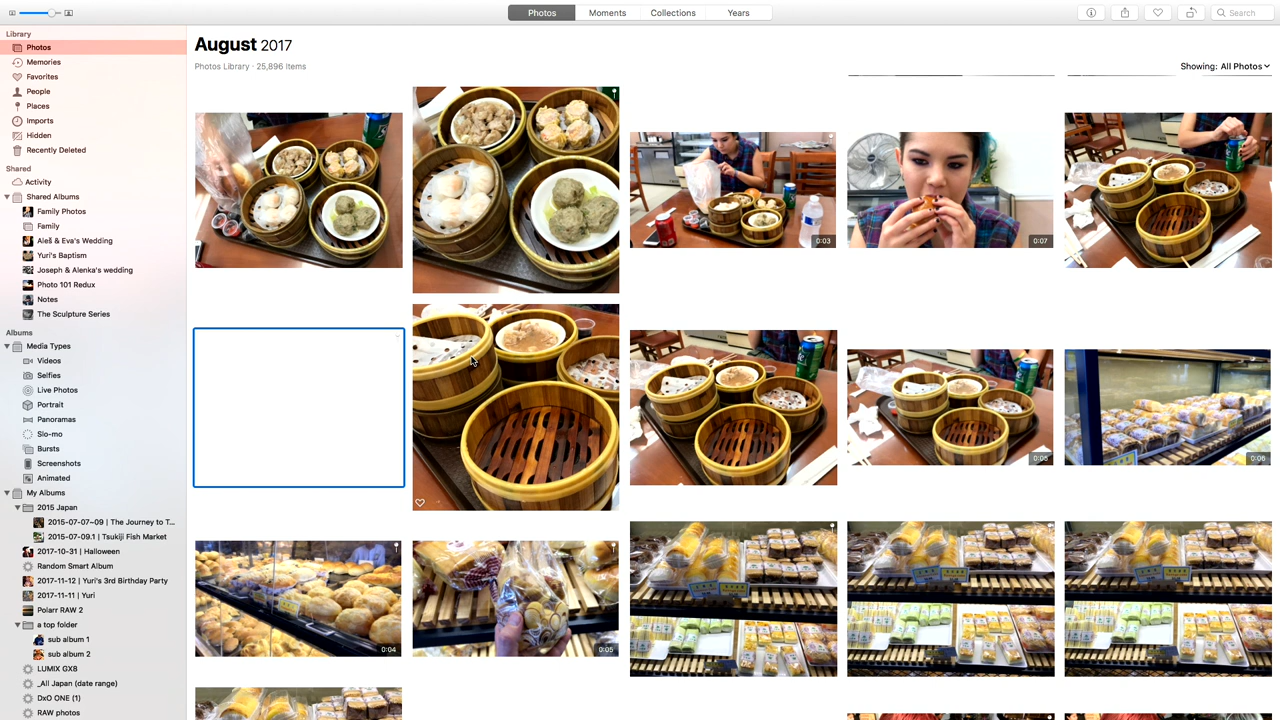 Photos Moments Collections Years
Search
Library
Photos
Memories
Favorites
People
Places
Imports
Hidden
Recently Deleted
Shared
Activity
Shared Albums
Family Photos
Family
Aleš & Eva's Wedding
Yuri's Baptism
Joseph & Alenka's wedding
Photo 101 Redux
Notes
The Sculpture Series
Albums
Media Types
Videos
Selfies
Live Photos
Portrait
Panoramas
Slo-mo
Bursts
Screenshots
Animated
My Albums
2015 Japan
2015-07-07~09 | The Journey to T...
2015-07-09.1 | Tsukiji Fish Market
2017-10-31 | Halloween
Random Smart Album
2017-11-12 | Yuri's 3rd Birthday Party
2017-11-11 | Yuri
Polarr RAW 2
a top folder
sub album 1
sub album 2
LUMIX GX8
_All Japan (date range)
DxO ONE (1)
RAW photos
August 2017
Photos Library · 25,896 Items
Showing: All Photos
0:03
0:07
0:05
0:06
0:04
0:05